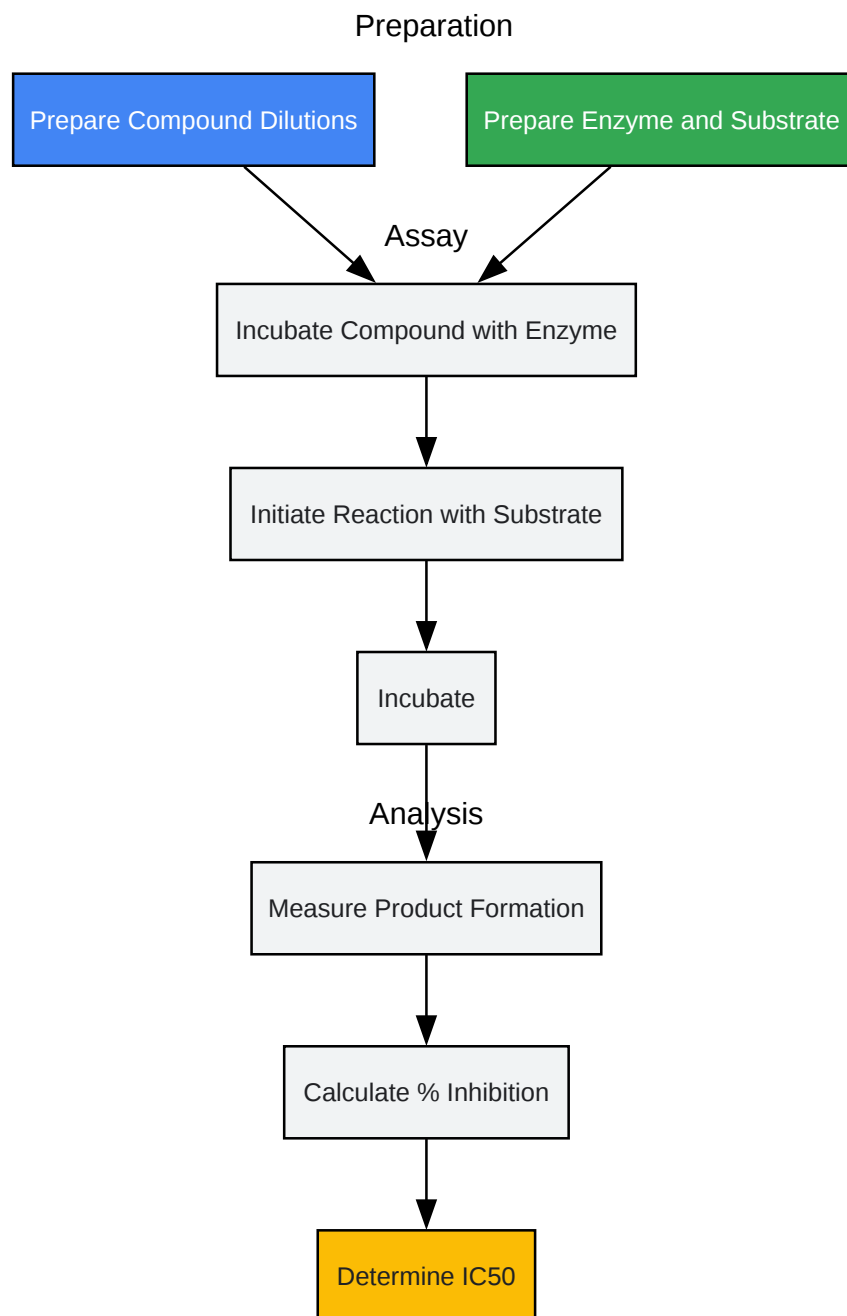 Preparation
Prepare Compound Dilutions
Prepare Enzyme and Substrate
Assay
Incubate Compound with Enzyme
Initiate Reaction with Substrate
Incubate
Analysis
Measure Product Formation
Calculate % Inhibition
Determine IC50